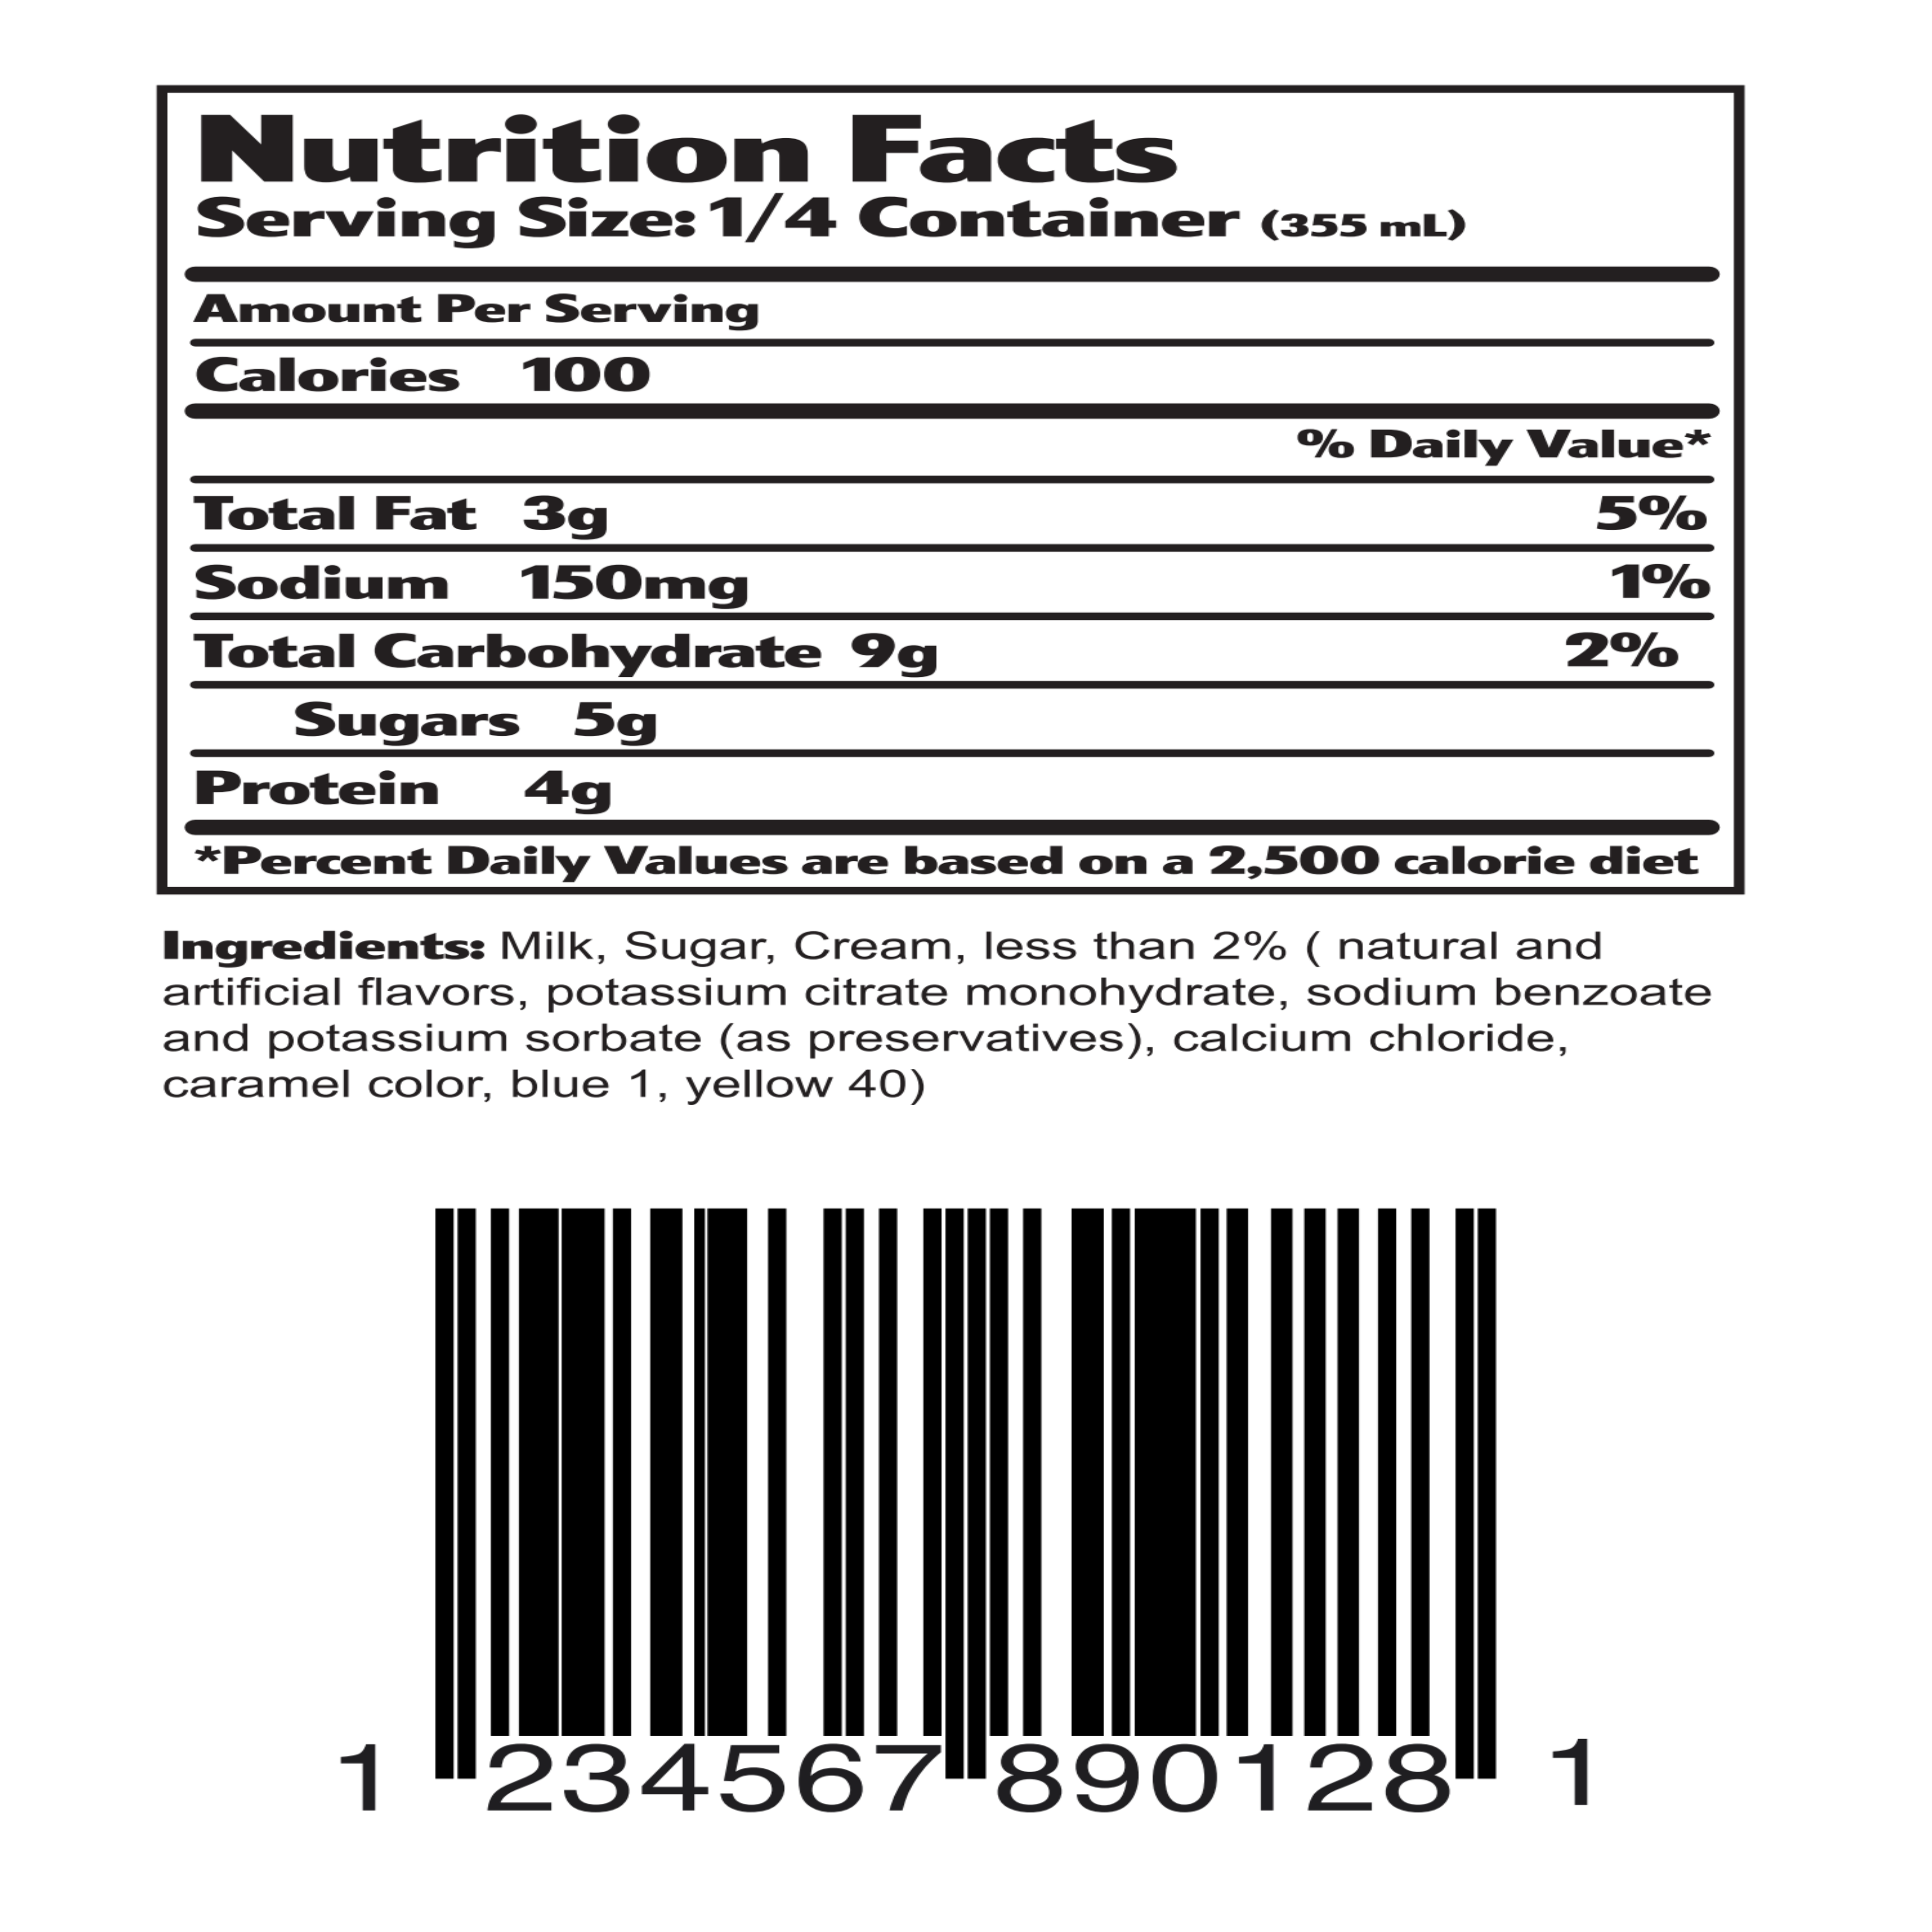 Nutrition Facts
Serving Size: 1/4 Container (355 mL)
Amount Per Serving
Calories 100
% Daily Value*
Total Fat 3g 5%
Sodium 150mg 1%
Total Carbohydrate 9g 2%
Sugars 5g
Protein 4g
*Percent Daily Values are based on a 2,500 calorie diet
Ingredients: Milk, Sugar, Cream, less than 2% ( natural and
artificial flavors, potassium citrate monohydrate, sodium benzoate
and potassium sorbate (as preservatives), calcium chloride,
caramel color, blue 1, yellow 40)
1 234567 890128 1